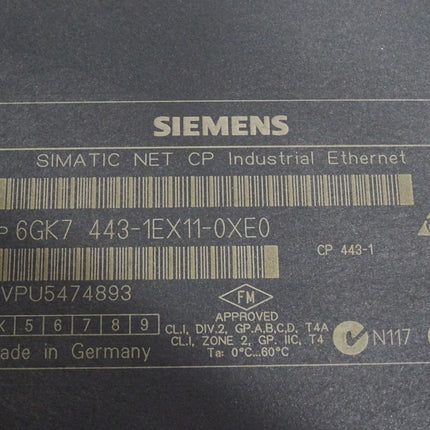 SIEMENS
SIMATIC NET CP Industrial Ethernet
P 6GK7 443-1EX11-0XE0
CP 443-1
VPU5474893
FM
APPROVED
X 5 6 7 8 9
CL.I, DIV.2, GP.A,B,C,D, T4A
CL.I, ZONE 2, GP. IIC, T4
Ta: 0°C...60°C
N117
ade in Germany